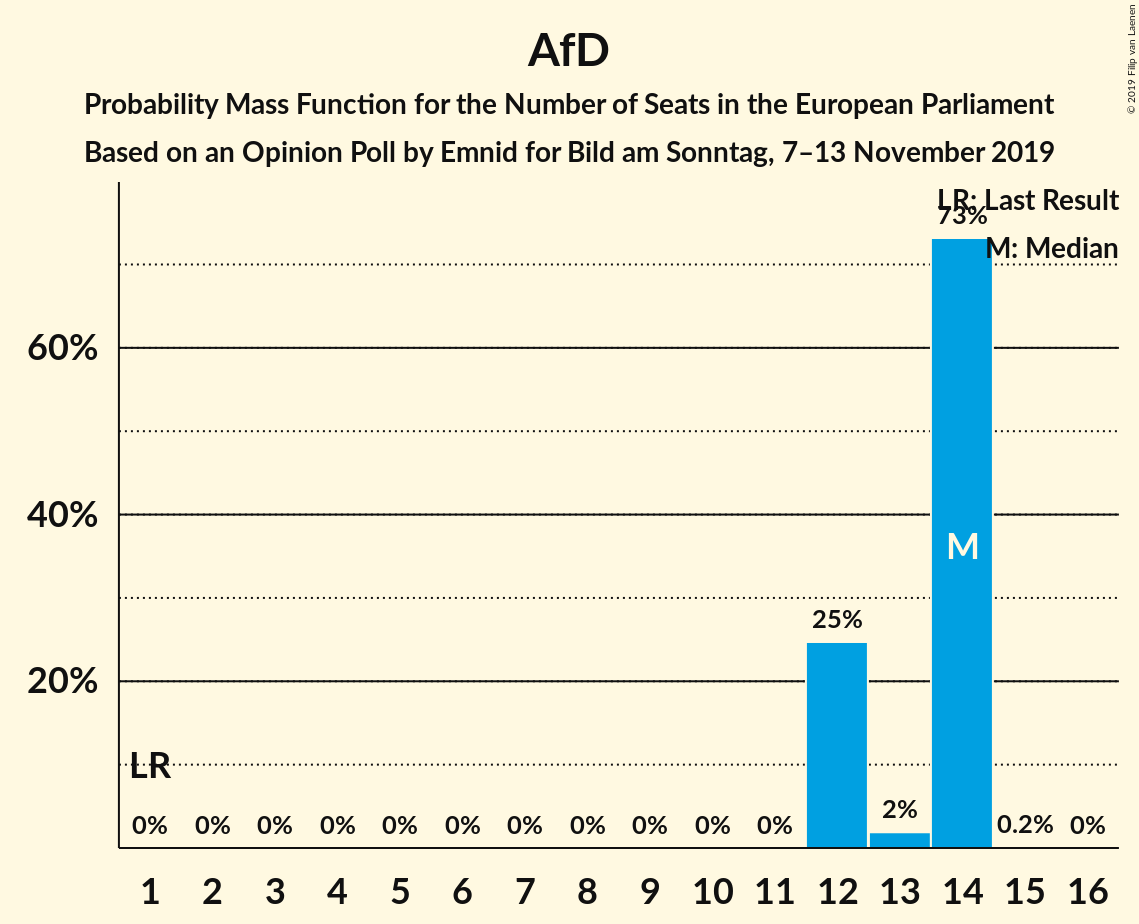 AfD
Probability Mass Function for the Number of Seats in the European Parliament
Based on an Opinion Poll by Emnid for Bild am Sonntag, 7–13 November 2019
© 2019 Filip van Laenen
LR: Last Result
M: Median
73%
60%
40%
M
25%
20%
LR
2%
0% 0% 0% 0% 0% 0% 0% 0% 0% 0% 0% 0.2% 0%
1 2 3 4 5 6 7 8 9 10 11 12 13 14 15 16